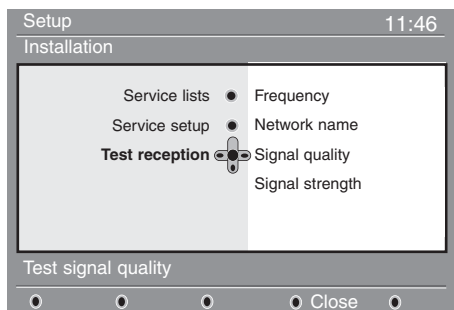 Setup 11:46
Installation
Service lists Frequency
Service setup Network name
Test reception Signal quality
Signal strength
Test signal quality
Close